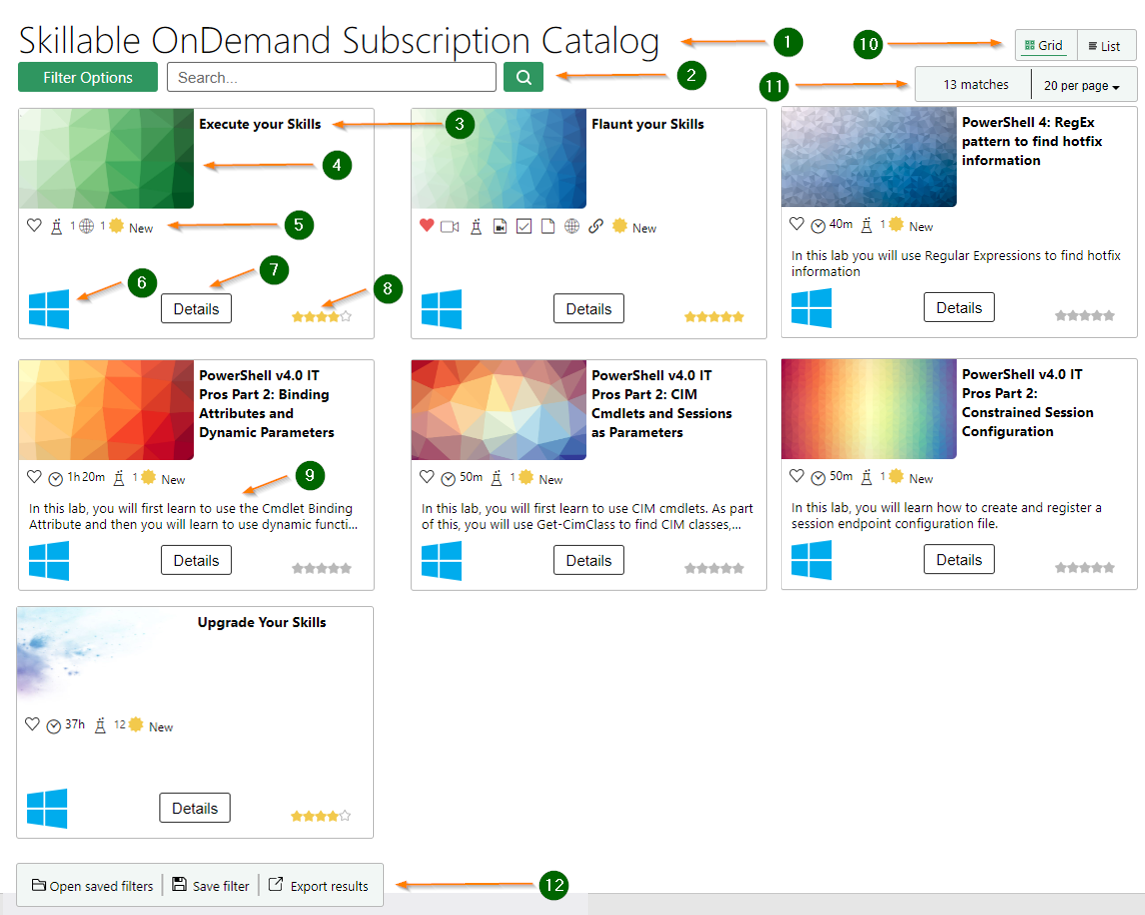 Skillable OnDemand Subscription Catalog
1
10
Grid
List
Filter Options
Search...
2
11
13 matches
20 per page
Execute your Skills
3
4
1
1
New
5
6
7
Details
8
Flaunt your Skills
New
Details
PowerShell 4: RegEx
pattern to find hotfix
information
40m
1
New
In this lab you will use Regular Expressions to find hotfix
information
Details
PowerShell v4.0 IT
Pros Part 2: Binding
Attributes and
Dynamic Parameters
1h20m
1
New
9
In this lab, you will first learn to use the Cmdlet Binding
Attribute and then you will learn to use dynamic functi...
Details
PowerShell v4.0 IT
Pros Part 2: CIM
Cmdlets and Sessions
as Parameters
50m
1
New
In this lab, you will first learn to use CIM cmdlets. As part
of this, you will use Get-CimClass to find CIM classes,...
Details
PowerShell v4.0 IT
Pros Part 2:
Constrained Session
Configuration
50m
1
New
In this lab, you will learn how to create and register a
session endpoint configuration file.
Details
Upgrade Your Skills
37h
12
New
Details
Open saved filters
Save filter
Export results
12